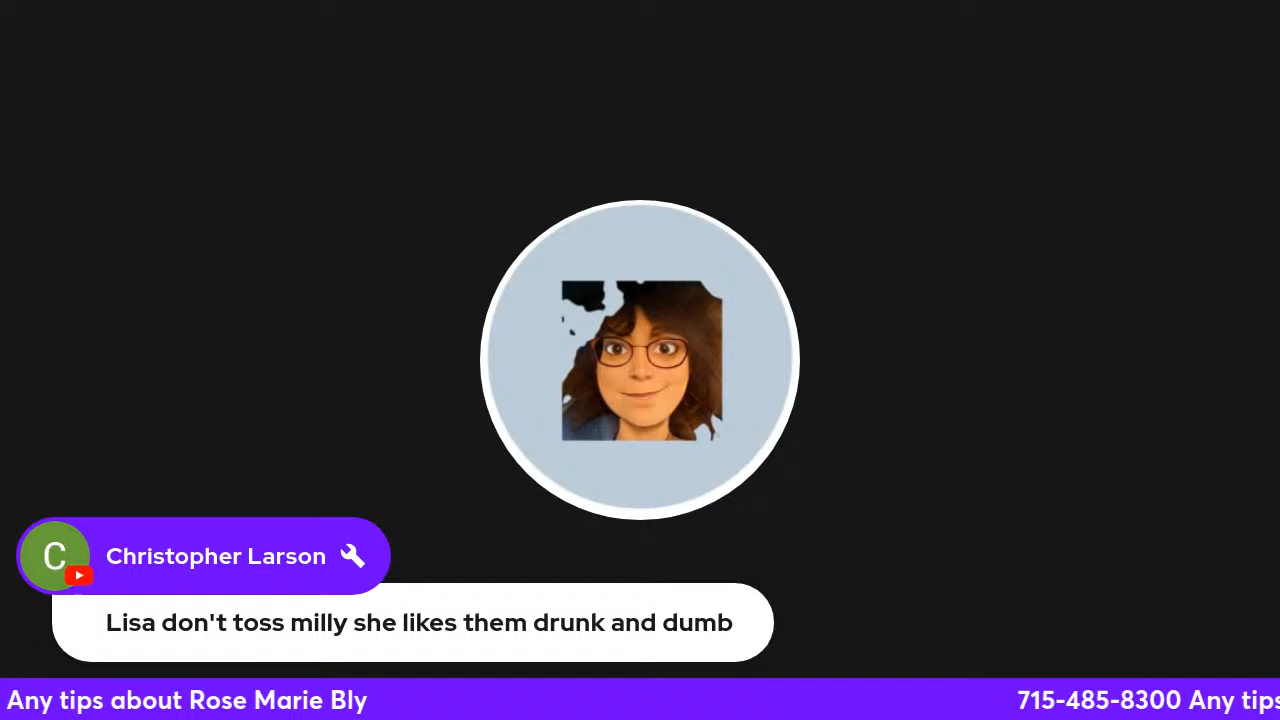 C
Christopher Larson
Lisa don't toss milly she likes them drunk and dumb
Any tips about Rose Marie Bly 715-485-8300 Any tips